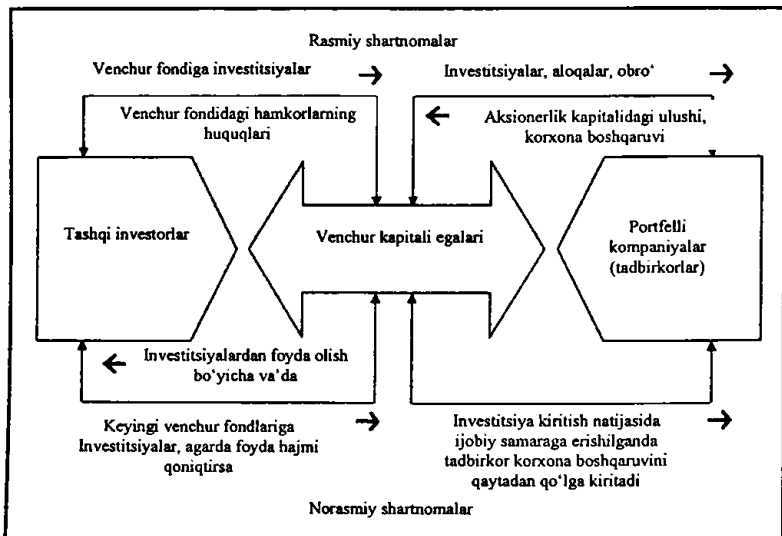 Rasmiy shartnomalar
Venchur fondiga investitsiyalar
Investitsiyalar, aloqalar, obro‘
Venchur fondidagi hamkorlarning
huquqlari
Aksionerlik kapitalidagi ulushi,
korxona boshqaruvi
Tashqi investorlar
Venchur kapitali egalari
Portfelli
kompaniyalar
(tadbirkorlar)
Investitsiyalardan foyda olish
bo‘yicha va’da
Keyingi venchur fondlariga
Investitsiyalar, agarda foyda hajmi
qoniqtirsa
Investitsiya kiritish natijasida
ijobiy samaraga erishilganda
tadbirkor korxona boshqaruvini
qaytadan qo‘lga kiritadi
Norasmiy shartnomalar